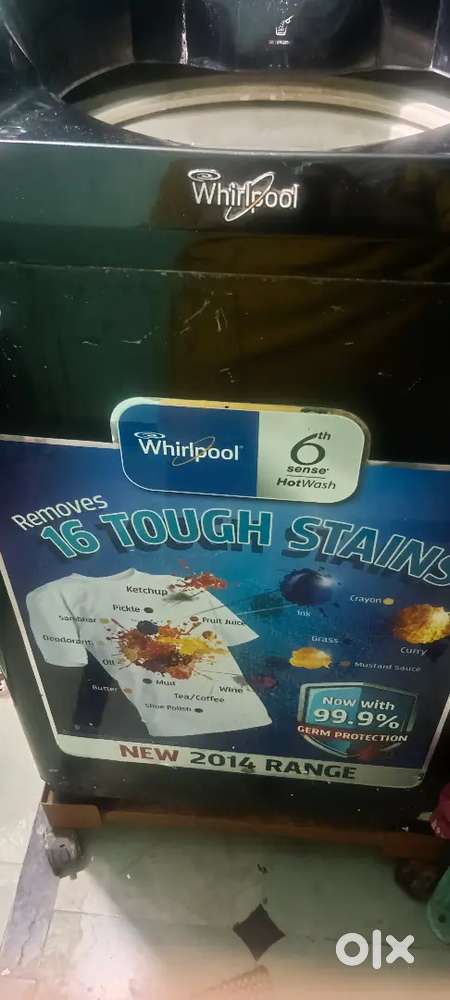 Whirlpool
Whirlpool
6th
sense
HotWash
Removes
16 TOUGH STAINS
Ketchup
Pickle
Sambhar
Fruit Juice
Deodorant
Oil
Mud
Butter
Wine
Tea/Coffee
Shoe Polish
Ink
Crayon
Grass
Curry
Mustard Sauce
Now with
99.9%
GERM PROTECTION
NEW 2014 RANGE
olx